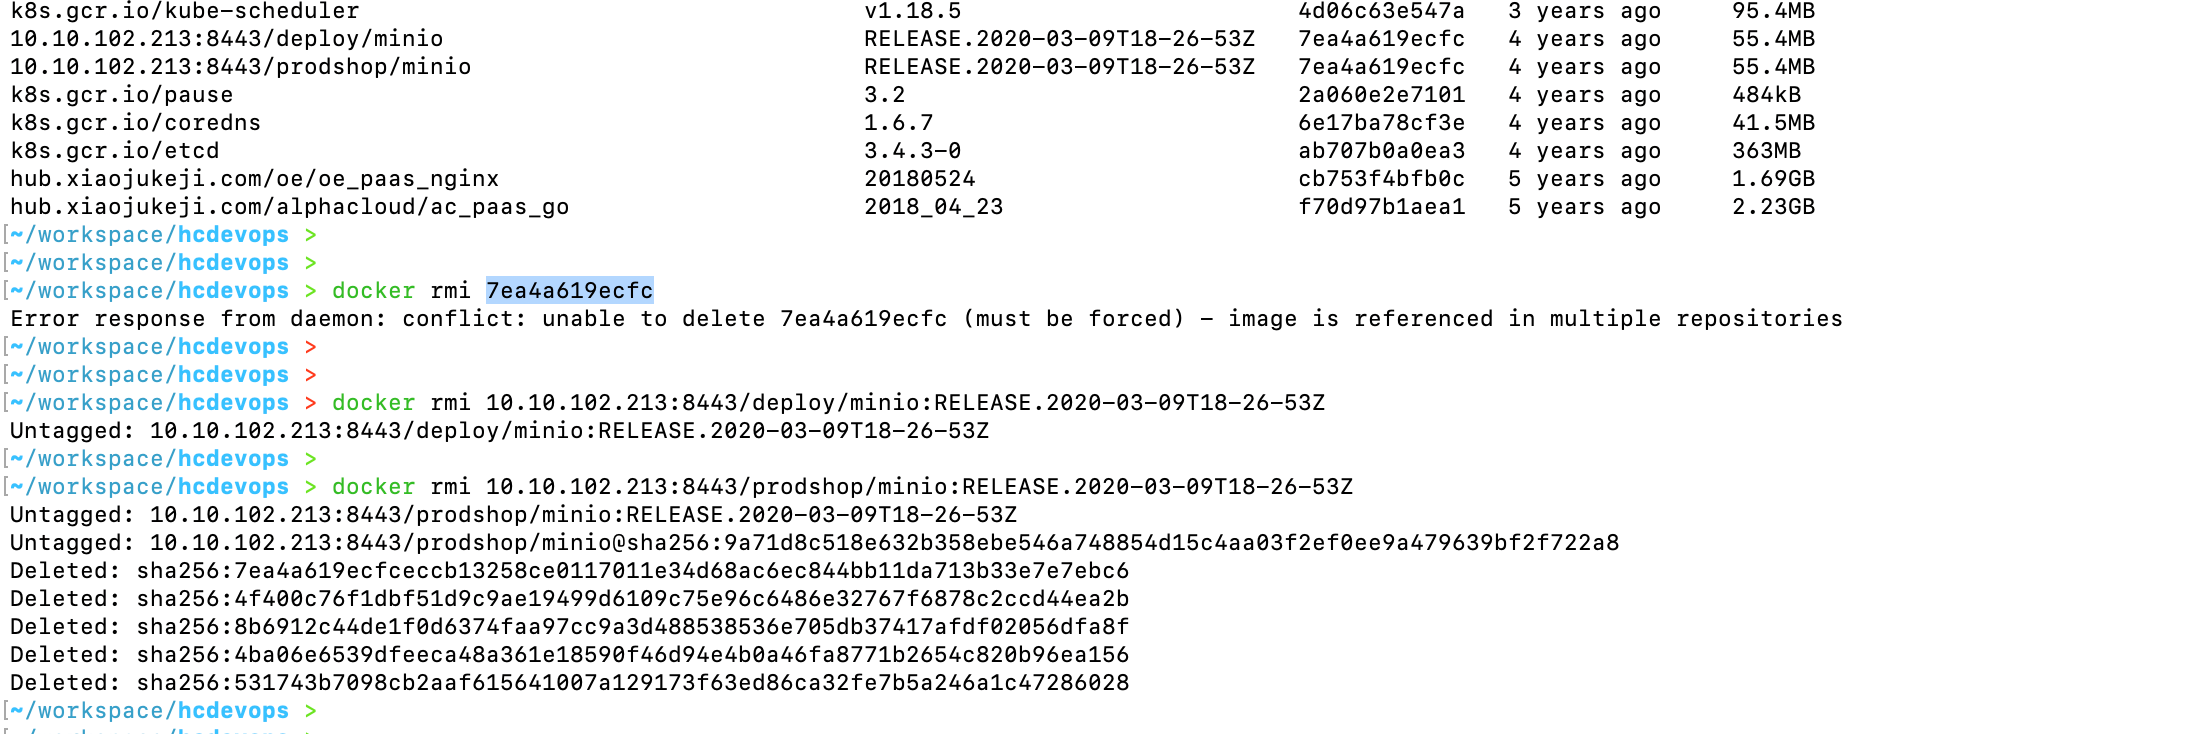 k8s.gcr.io/kube-scheduler v1.18.5 4d06c63e547a 3 years ago 95.4MB
10.10.102.213:8443/deploy/minio RELEASE.2020-03-09T18-26-53Z 7ea4a619ecfc 4 years ago 55.4MB
10.10.102.213:8443/prodshop/minio RELEASE.2020-03-09T18-26-53Z 7ea4a619ecfc 4 years ago 55.4MB
k8s.gcr.io/pause 3.2 2a060e2e7101 4 years ago 484kB
k8s.gcr.io/coredns 1.6.7 6e17ba78cf3e 4 years ago 41.5MB
k8s.gcr.io/etcd 3.4.3-0 ab707b0a0ea3 4 years ago 363MB
hub.xiaojukeji.com/oe/oe_paas_nginx 20180524 cb753f4bfb0c 5 years ago 1.69GB
hub.xiaojukeji.com/alphacloud/ac_paas_go 2018_04_23 f70d97b1aea1 5 years ago 2.23GB
[~/workspace/hcdevops >
[~/workspace/hcdevops >
[~/workspace/hcdevops > docker rmi 7ea4a619ecfc
Error response from daemon: conflict: unable to delete 7ea4a619ecfc (must be forced) - image is referenced in multiple repositories
[~/workspace/hcdevops >
[~/workspace/hcdevops >
[~/workspace/hcdevops > docker rmi 10.10.102.213:8443/deploy/minio:RELEASE.2020-03-09T18-26-53Z
Untagged: 10.10.102.213:8443/deploy/minio:RELEASE.2020-03-09T18-26-53Z
[~/workspace/hcdevops >
[~/workspace/hcdevops > docker rmi 10.10.102.213:8443/prodshop/minio:RELEASE.2020-03-09T18-26-53Z
Untagged: 10.10.102.213:8443/prodshop/minio:RELEASE.2020-03-09T18-26-53Z
Untagged: 10.10.102.213:8443/prodshop/minio@sha256:9a71d8c518e632b358ebe546a748854d15c4aa03f2ef0ee9a479639bf2f722a8
Deleted: sha256:7ea4a619ecfceccb13258ce0117011e34d68ac6ec844bb11da713b33e7e7ebc6
Deleted: sha256:4f400c76f1dbf51d9c9ae19499d6109c75e96c6486e32767f6878c2ccd44ea2b
Deleted: sha256:8b6912c44de1f0d6374faa97cc9a3d488538536e705db37417afdf02056dfa8f
Deleted: sha256:4ba06e6539dfeeca48a361e18590f46d94e4b0a46fa8771b2654c820b96ea156
Deleted: sha256:531743b7098cb2aaf615641007a129173f63ed86ca32fe7b5a246a1c47286028
[~/workspace/hcdevops >